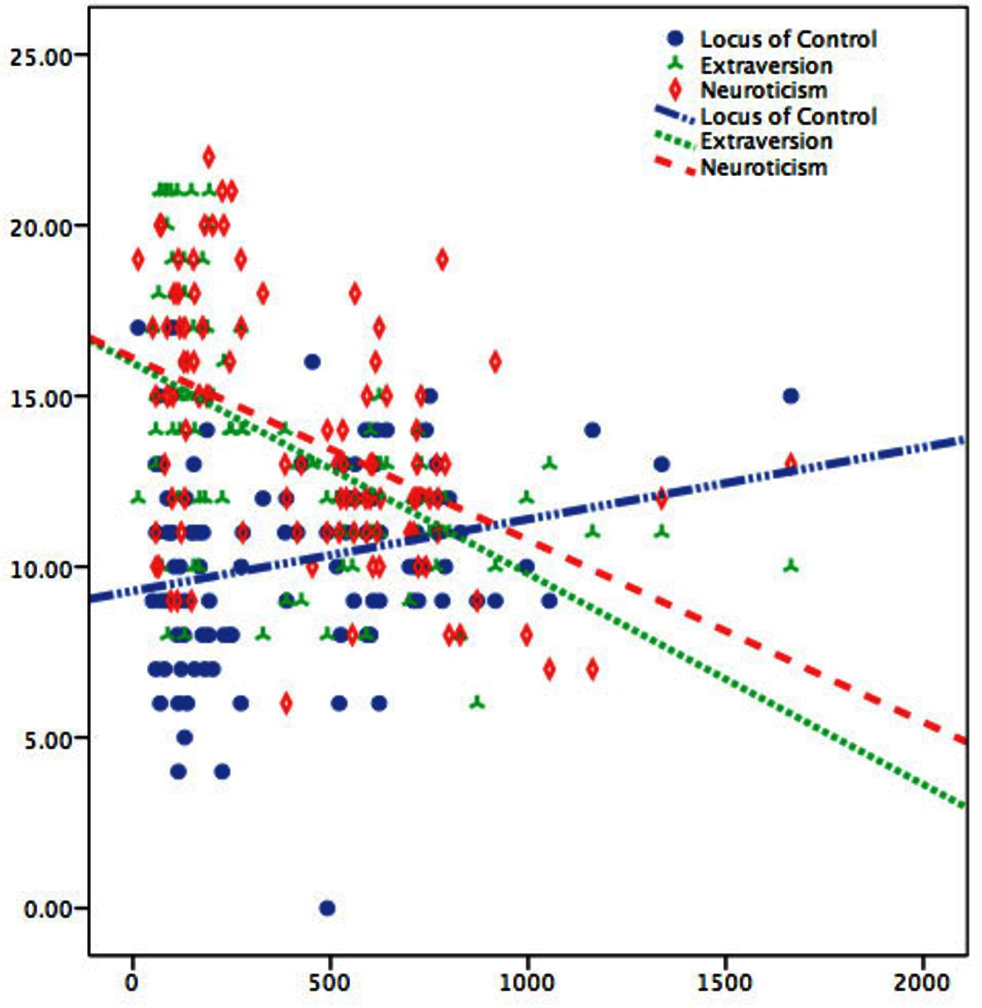 25.00
20.00
15.00
10.00
5.00
0.00
Locus of Control
Extraversion
Neuroticism
Locus of Control
Extraversion
Neuroticism
0 500 1000 1500 2000